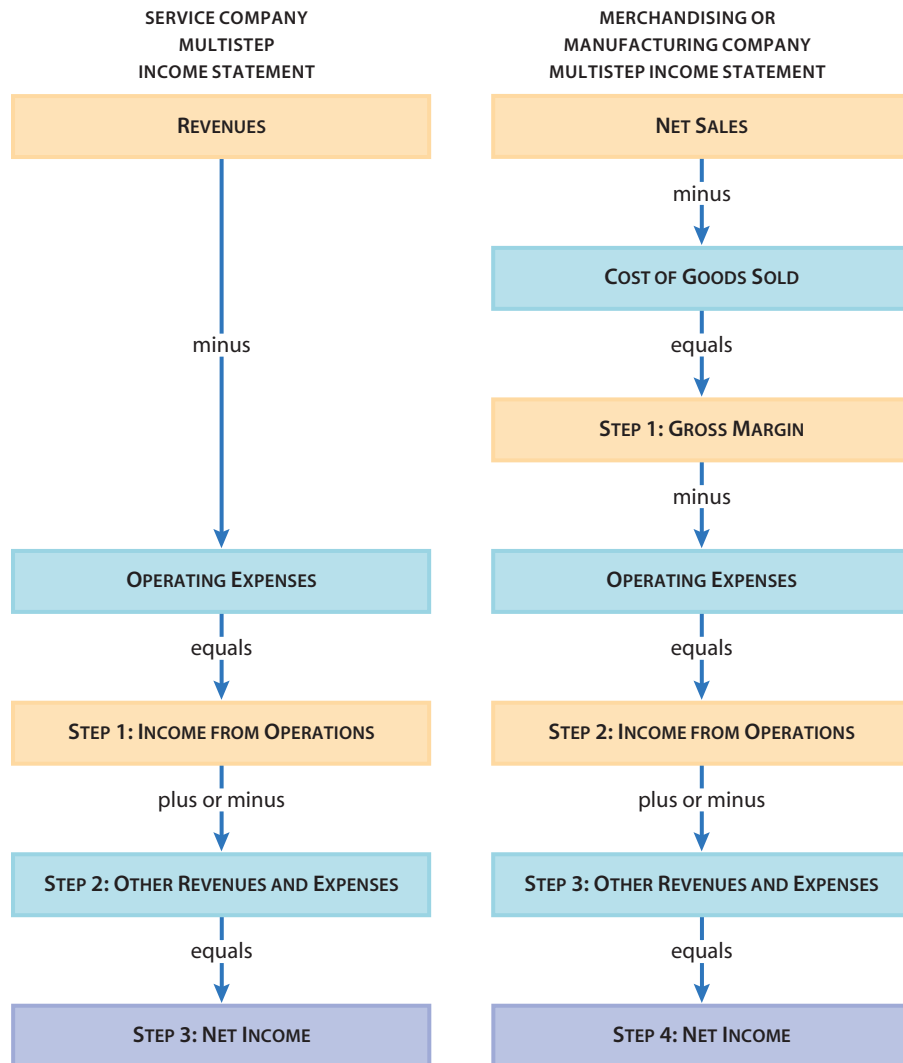 SERVICE COMPANY
MULTISTEP
INCOME STATEMENT
REVENUES
minus
OPERATING EXPENSES
equals
STEP 1: INCOME FROM OPERATIONS
plus or minus
STEP 2: OTHER REVENUES AND EXPENSES
equals
STEP 3: NET INCOME
MERCHANDISING OR
MANUFACTURING COMPANY
MULTISTEP INCOME STATEMENT
NET SALES
minus
COST OF GOODS SOLD
equals
STEP 1: GROSS MARGIN
minus
OPERATING EXPENSES
equals
STEP 2: INCOME FROM OPERATIONS
plus or minus
STEP 3: OTHER REVENUES AND EXPENSES
equals
STEP 4: NET INCOME